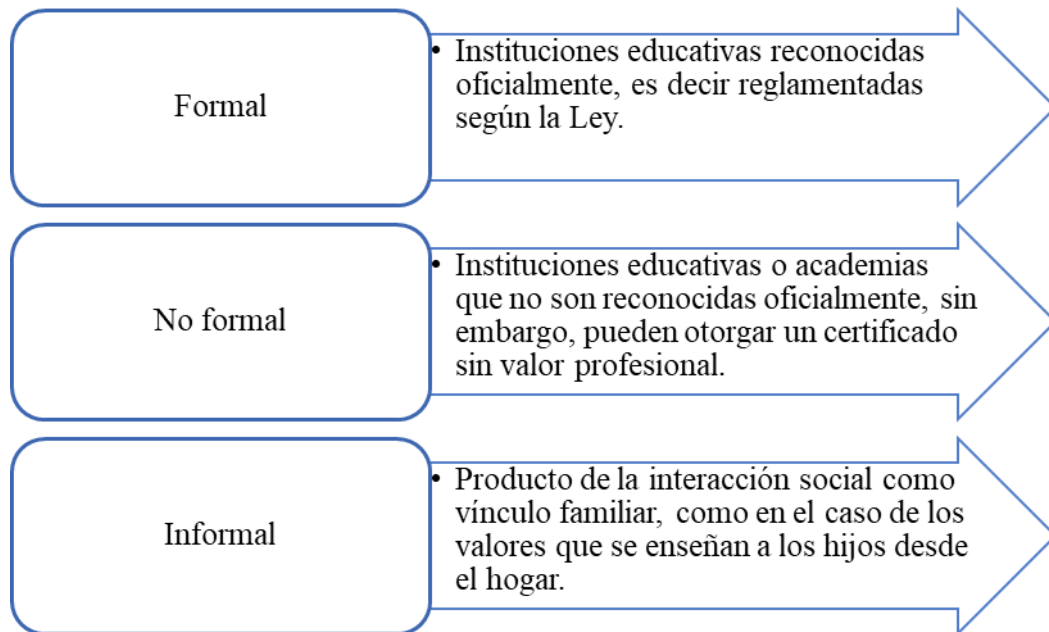 Formal
• Instituciones educativas reconocidas
oficialmente, es decir reglamentadas
según la Ley.
No formal
• Instituciones educativas o academias
que no son reconocidas oficialmente, sin
embargo, pueden otorgar un certificado
sin valor profesional.
Informal
• Producto de la interacción social como
vínculo familiar, como en el caso de los
valores que se enseñan a los hijos desde
el hogar.